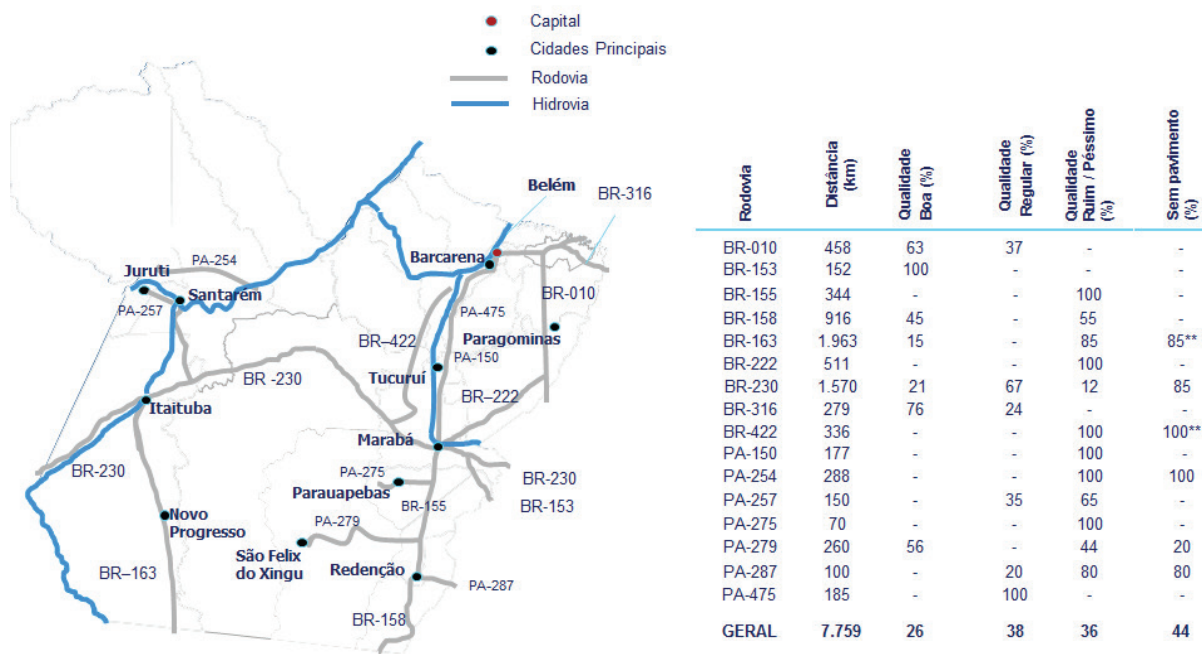 Capital
Cidades Principais
Rodovia
Hidrovia
Belém
BR-316
Barcarena
PA-254
Juruti
Santarém
PA-257
PA-475
BR-010
BR–422
Paragominas
PA-150
BR -230
Tucuruí
BR–222
Itaituba
Marabá
BR-230
PA-275
BR-230
Parauapebas
BR-155
BR-153
Novo
Progresso
PA-279
São Felix
do Xingu
Redenção
BR–163
PA-287
BR-158
Rodovia Distância (km) Qualidade Boa (%) Qualidade Regular (%) Qualidade Ruim / Péssimo (%) Sem pavimento (%)
BR-010 458 63 37 - -
BR-153 152 100 - - -
BR-155 344 - - 100 -
BR-158 916 45 - 55 -
BR-163 1.963 15 - 85 85**
BR-222 511 - - 100 -
BR-230 1.570 21 67 12 85
BR-316 279 76 24 - -
BR-422 336 - - 100 100**
PA-150 177 - - 100 -
PA-254 288 - - 100 100
PA-257 150 - 35 65 -
PA-275 70 - - 100 -
PA-279 260 56 - 44 20
PA-287 100 - 20 80 80
PA-475 185 - 100 - -
GERAL 7.759 26 38 36 44